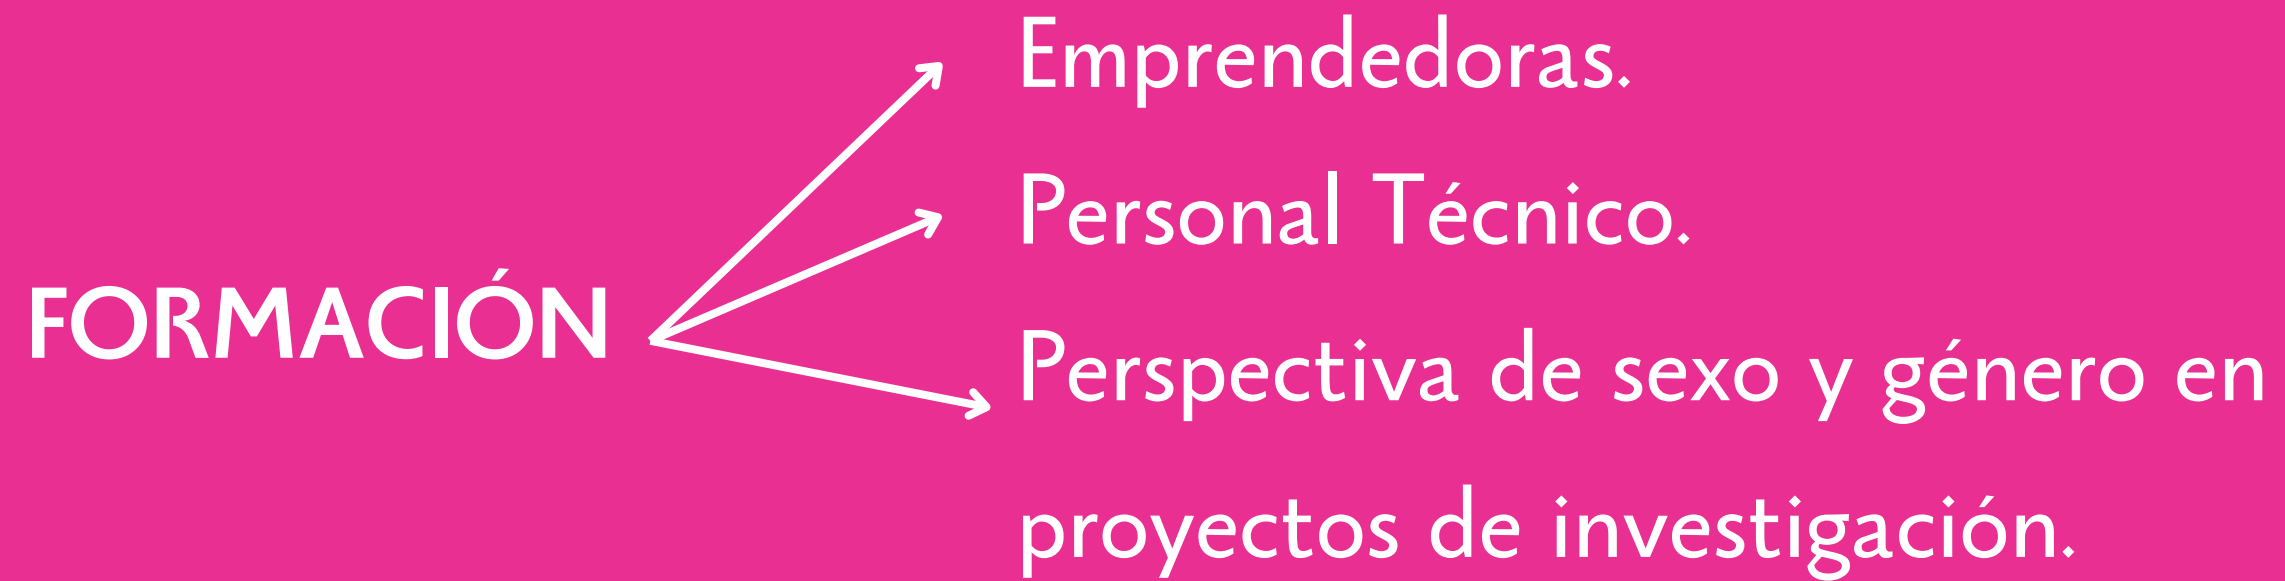 FORMACIÓN
Emprendedoras.
Personal Técnico.
Perspectiva de sexo y género en
proyectos de investigación.